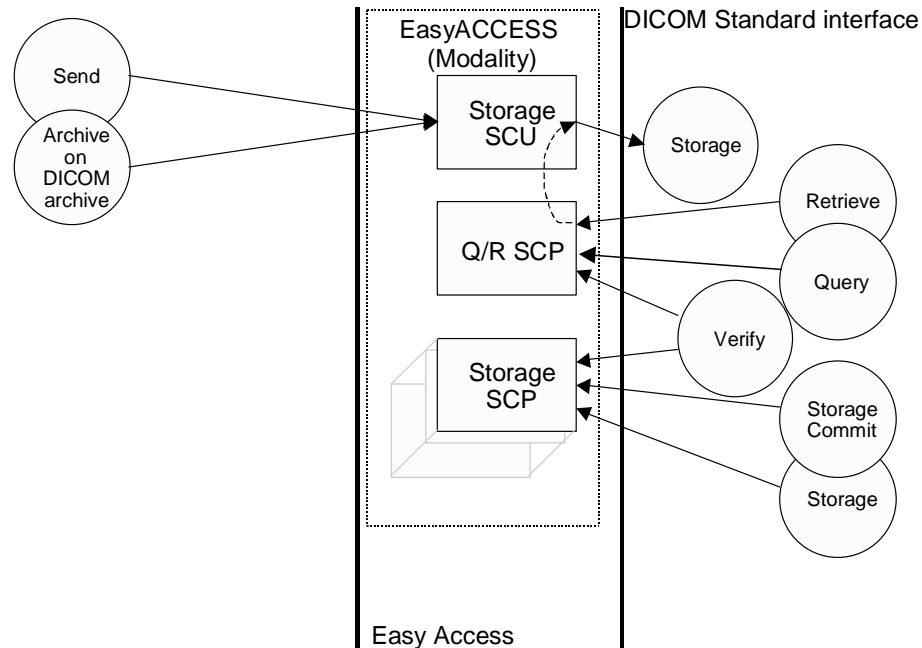 EasyACCESS
(Modality)
DICOM Standard interface
Send
Archive
on
DICOM
archive
Storage
SCU
Storage
Retrieve
Q/R SCP
Query
Verify
Storage
SCP
Storage
Commit
Storage
Easy Access